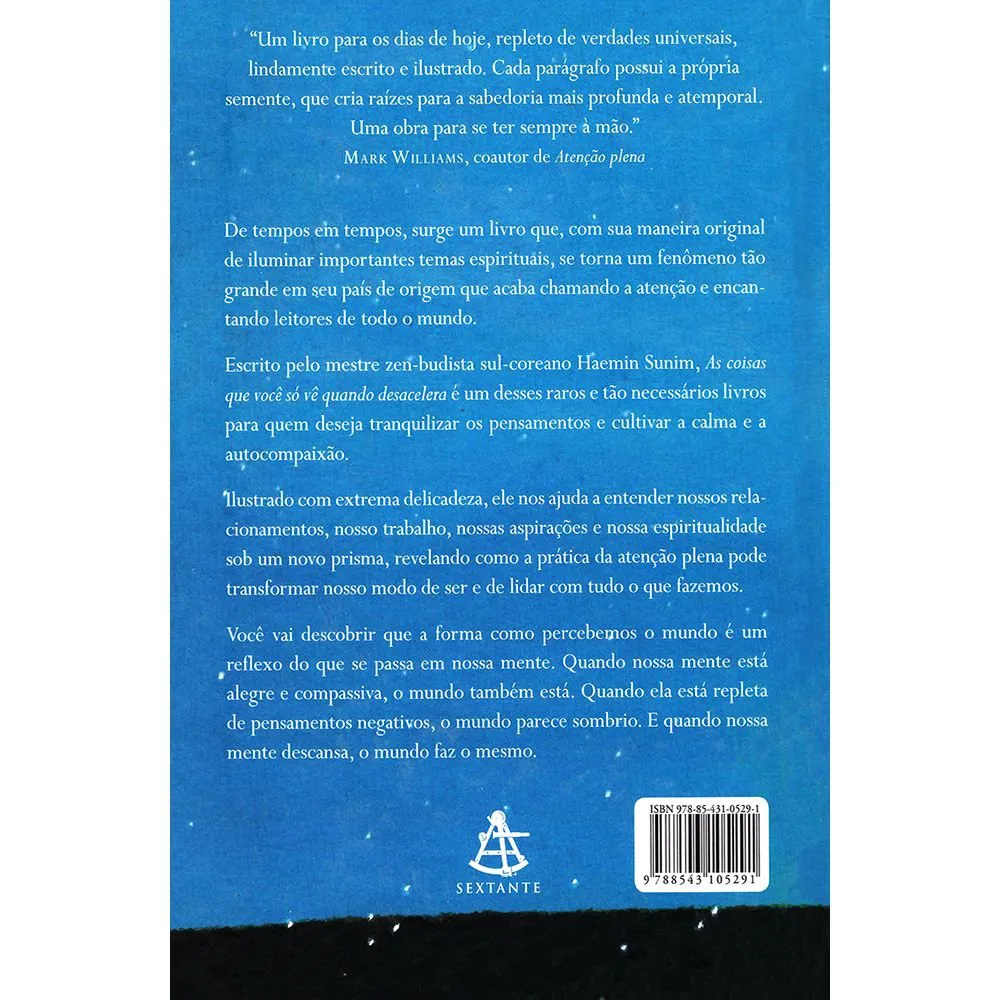 “Um livro para os dias de hoje, repleto de verdades universais,
lindamente escrito e ilustrado. Cada parágrafo possui a própria
semente, que cria raízes para a sabedoria mais profunda e atemporal.
Uma obra para se ter sempre à mão.”
MARK WILLIAMS, coautor de Atenção plena
De tempos em tempos, surge um livro que, com sua maneira original
de iluminar importantes temas espirituais, se torna um fenômeno tão
grande em seu país de origem que acaba chamando a atenção e encan-
tando leitores de todo o mundo.
Escrito pelo mestre zen-budista sul-coreano Haemin Sunim, As coisas
que você só vê quando desacelera é um desses raros e tão necessários livros
para quem deseja tranquilizar os pensamentos e cultivar a calma e a
autocompaixão.
Ilustrado com extrema delicadeza, ele nos ajuda a entender nossos rela-
cionamentos, nosso trabalho, nossas aspirações e nossa espiritualidade
sob um novo prisma, revelando como a prática da atenção plena pode
transformar nosso modo de ser e de lidar com tudo o que fazemos.
Você vai descobrir que a forma como percebemos o mundo é um
reflexo do que se passa em nossa mente. Quando nossa mente está
alegre e compassiva, o mundo também está. Quando ela está repleta
de pensamentos negativos, o mundo parece sombrio. E quando nossa
mente descansa, o mundo faz o mesmo.
SEXTANTE
ISBN 978-85-431-0529-1
9 788543 105291